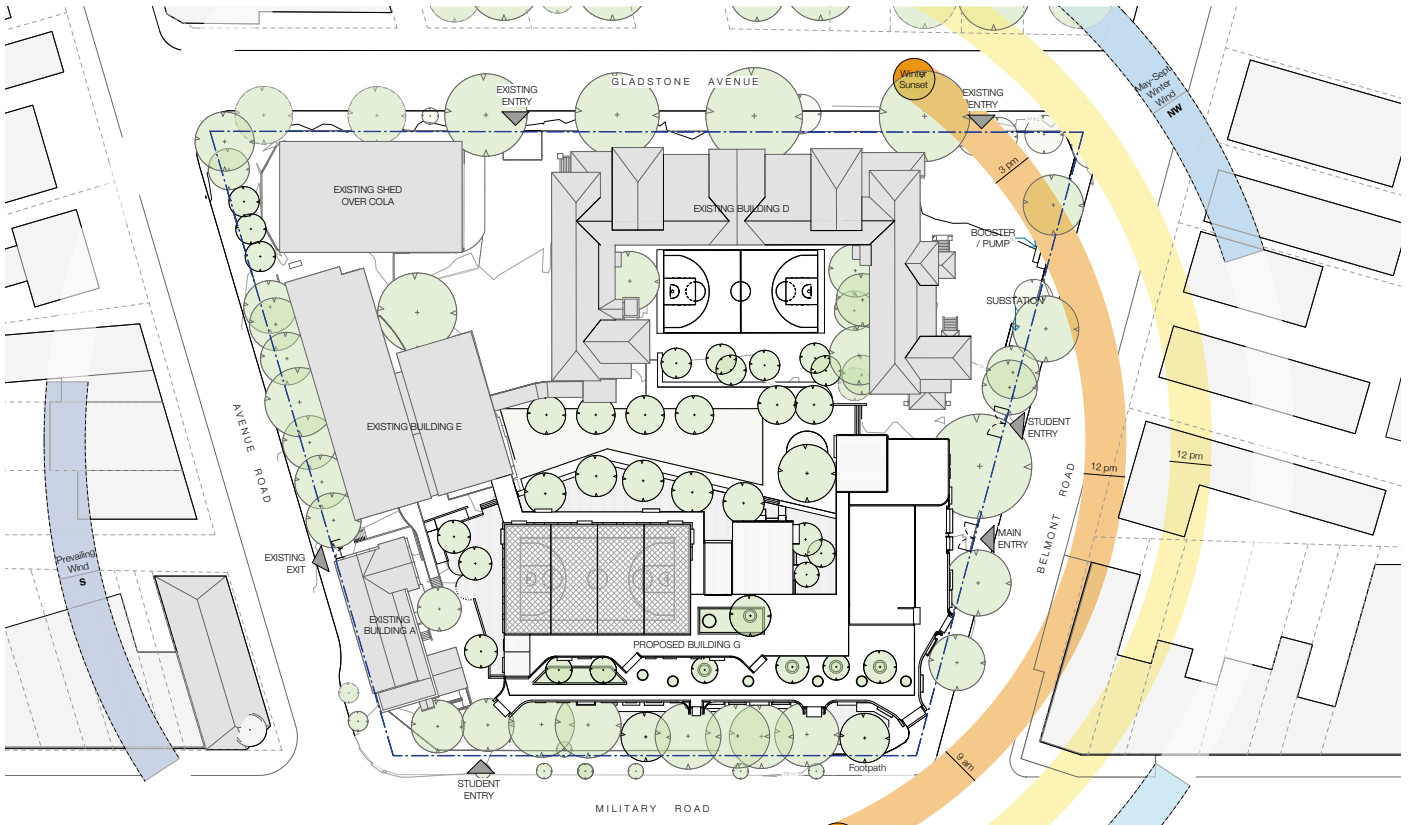 GLADSTONE AVENUE
Winter
Sunset
May-Sept
Winter
Wind
NW
EXISTING
ENTRY
EXISTING
ENTRY
3 pm
EXISTING SHED
OVER COLA
EXISTING BUILDING D
BOOSTER
/ PUMP
SUBSTATION
AVENUE ROAD
EXISTING BUILDING E
STUDENT
ENTRY
12 pm
12 pm
BELMONT ROAD
MAIN
ENTRY
Prevailing
Wind
S
EXISTING
EXIT
EXISTING
BUILDING A
PROPOSED BUILDING G
9 am
Footpath
STUDENT
ENTRY
MILITARY ROAD